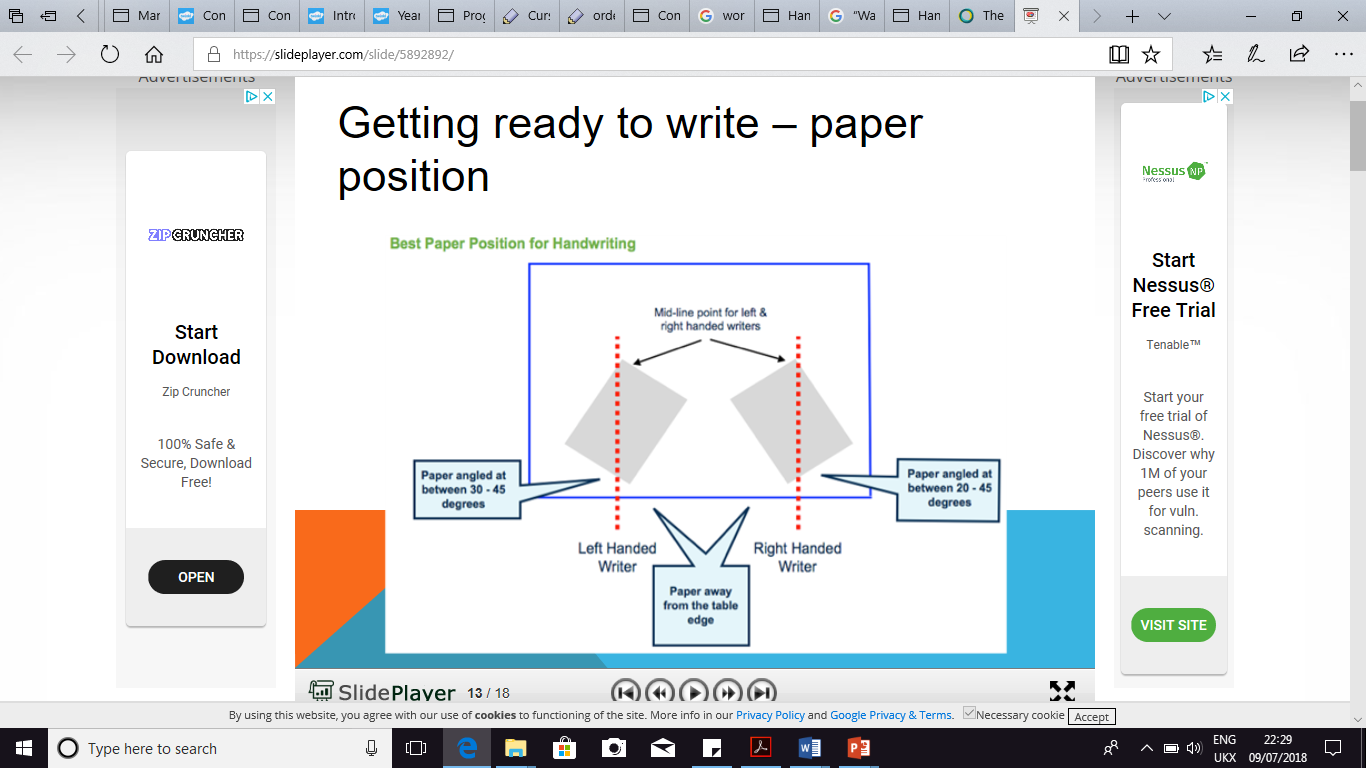 Mar
Con
Con
Intro
Year
Prog
Curs
orde
Con
wor
Han
"Wa
Han
The
https://slideplayer.com/slide/5892892/
Advertisements
Advertisements
Getting ready to write – paper
position
Best Paper Position for Handwriting
Mid-line point for left &
right handed writers
Paper angled at
between 30 - 45
degrees
Paper angled at
between 20 - 45
degrees
Left Handed
Writer
Right Handed
Writer
Paper away
from the table
edge
ZIPCRUNCHER
Start
Download
Zip Cruncher
100% Safe &
Secure, Download
Free!
OPEN
Nessus NP
Professional
Start
Nessus®
Free Trial
Tenable™
Start your
free trial of
Nessus®.
Discover why
1M of your
peers use it
for vuln.
scanning.
VISIT SITE
SlidePlayer 13 / 18
By using this website, you agree with our use of cookies to functioning of the site. More info in our Privacy Policy and Google Privacy & Terms. Necessary cookie Accept
Type here to search
ENG
UKX
22:29
09/07/2018